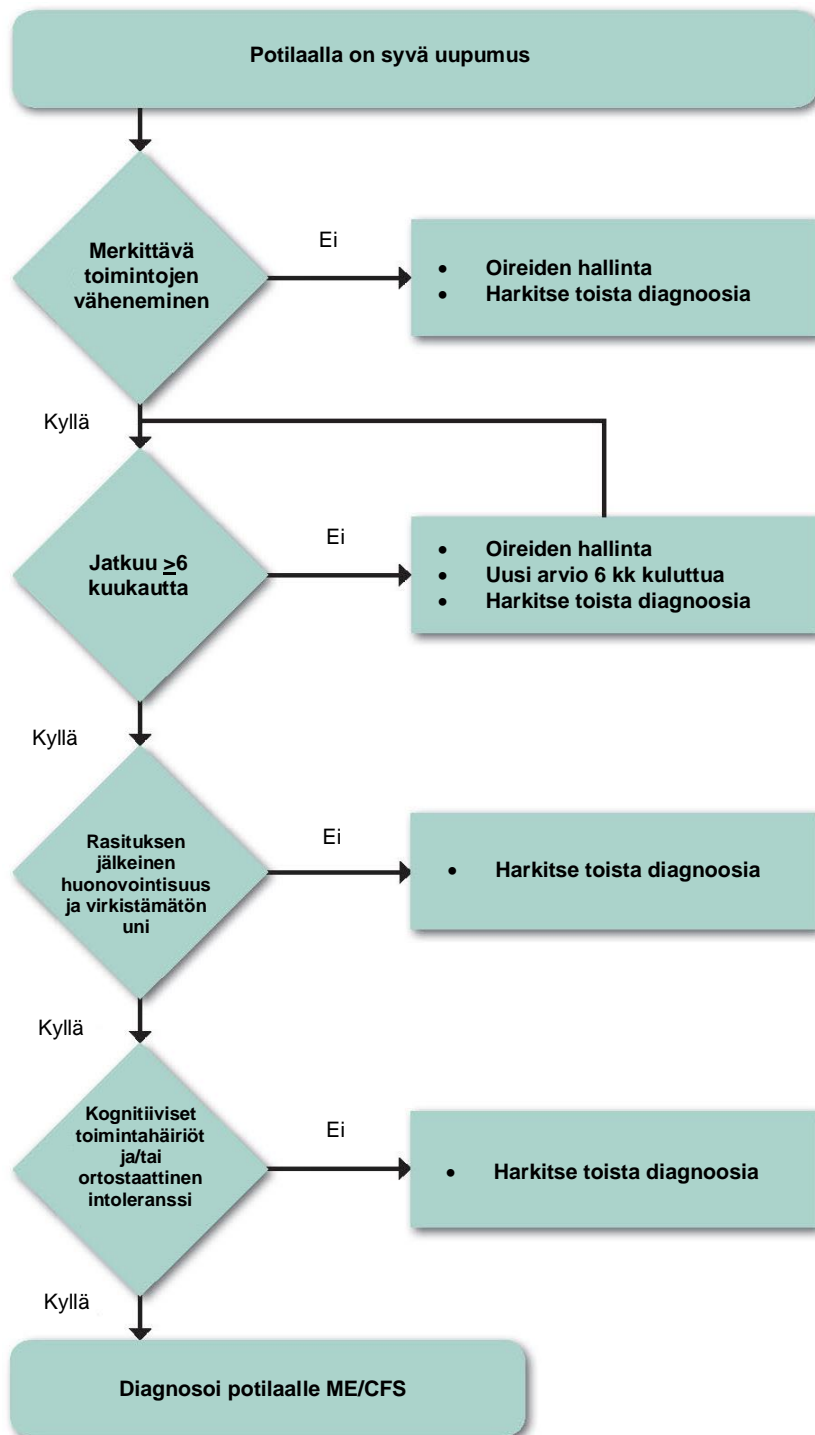 Potilaalla on syvä uupumus
Merkittävä
toimintojen
väheneminen
Ei
• Oireiden hallinta
• Harkitse toista diagnoosia
Kyllä
Jatkuu ≥6
kuukautta
Ei
• Oireiden hallinta
• Uusi arvio 6 kk kuluttua
• Harkitse toista diagnoosia
Kyllä
Rasituksen
jälkeinen
huonovointisuus
ja virkistämätön
uni
Ei
• Harkitse toista diagnoosia
Kyllä
Kognitiiviset
toimintahäiriöt
ja/tai
ortostaattinen
intoleranssi
Ei
• Harkitse toista diagnoosia
Kyllä
Diagnosoi potilaalle ME/CFS